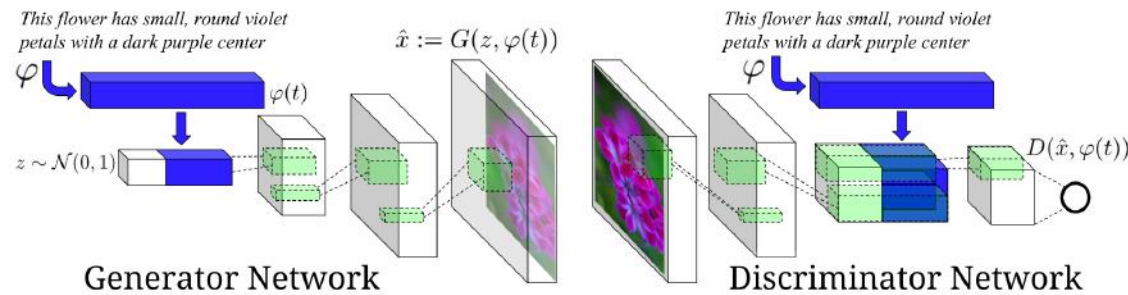 This flower has small, round violet
petals with a dark purple center
φ
φ(t)
z ~ 𝒩(0, 1)
x̂ := G(z, φ(t))
Generator Network
This flower has small, round violet
petals with a dark purple center
φ
D(x̂, φ(t))
Discriminator Network